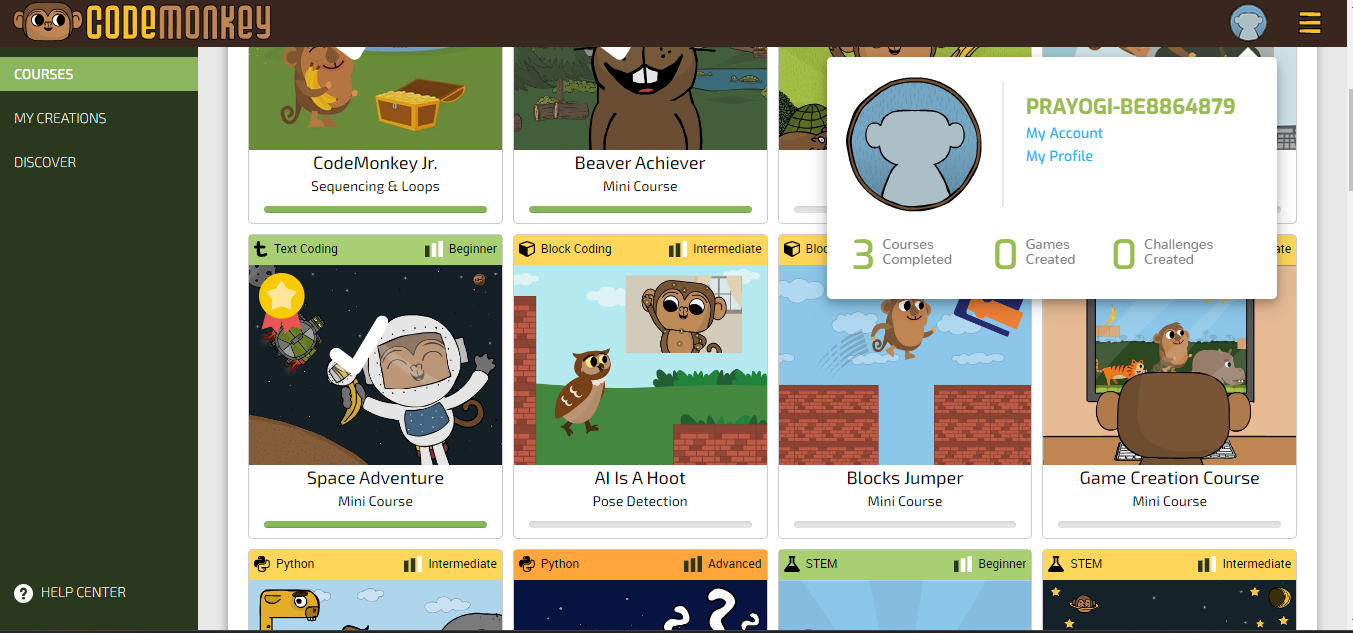 CODEMONKEY
COURSES
MY CREATIONS
DISCOVER
HELP CENTER
PRAYOGI-BE8864879
My Account
My Profile
3 Courses Completed
0 Games Created
0 Challenges Created
CodeMonkey Jr.
Sequencing & Loops
Beaver Achiever
Mini Course
Text Coding Beginner
Space Adventure
Mini Course
Block Coding Intermediate
AI Is A Hoot
Pose Detection
Bloc
Blocks Jumper
Mini Course
ate
Game Creation Course
Mini Course
Python Intermediate
Python Advanced
STEM Beginner
STEM Intermediate